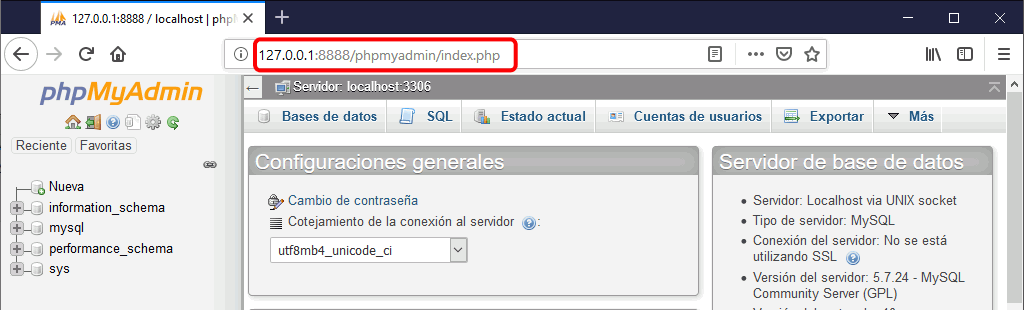 127.0.0.1:8888 / localhost | php
127.0.0.1:8888/phpmyadmin/index.php
phpMyAdmin
Reciente Favoritas
Nueva
information_schema
mysql
performance_schema
sys
Servidor: localhost:3306
Bases de datos SQL Estado actual Cuentas de usuarios Exportar Más
Configuraciones generales
Cambio de contraseña
Cotejamiento de la conexión al servidor :
utf8mb4_unicode_ci
Servidor de base de datos
Servidor: Localhost via UNIX socket
Tipo de servidor: MySQL
Conexión del servidor: No se está
utilizando SSL
Versión del servidor: 5.7.24 - MySQL
Community Server (GPL)